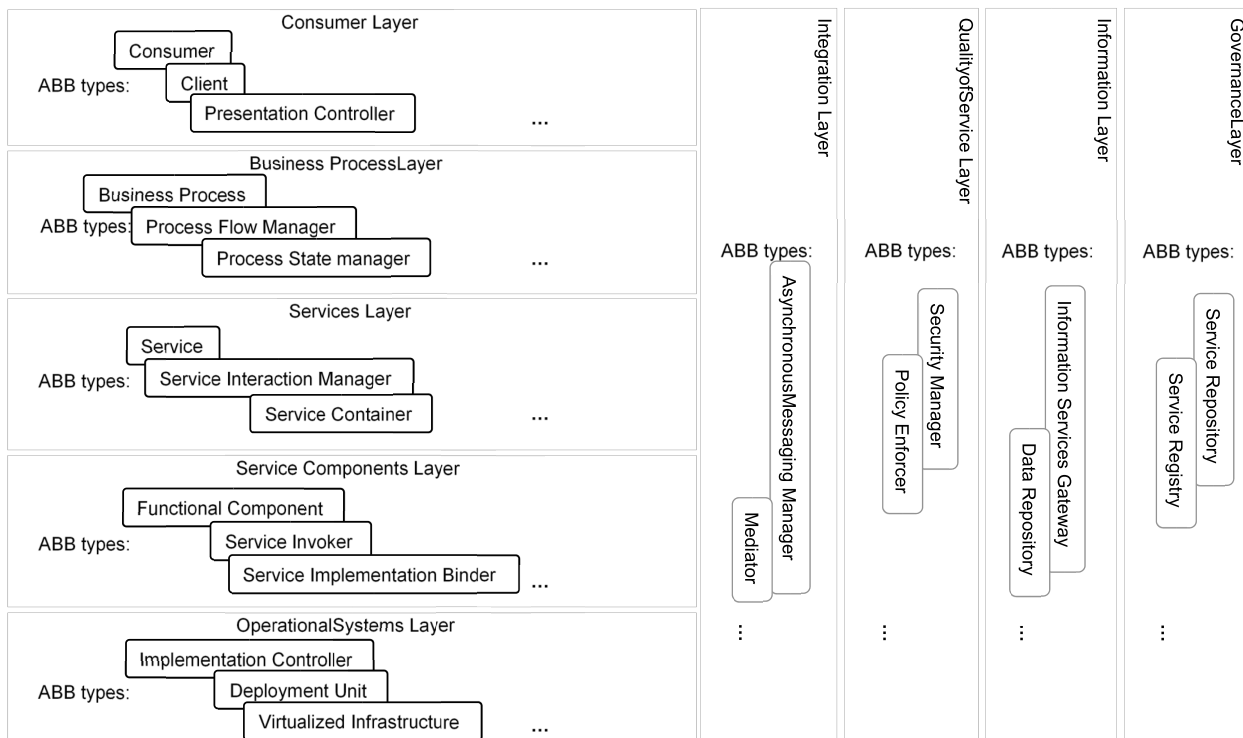 Consumer Layer
Consumer
ABB types:
Client
Presentation Controller
...
Business ProcessLayer
Business Process
ABB types:
Process Flow Manager
Process State manager
...
Services Layer
Service
ABB types:
Service Interaction Manager
Service Container
...
Service Components Layer
Functional Component
ABB types:
Service Invoker
Service Implementation Binder
...
OperationalSystems Layer
Implementation Controller
ABB types:
Deployment Unit
Virtualized Infrastructure
...
Integration Layer
ABB types:
AsynchronousMessaging Manager
Mediator
...
QualityofService Layer
ABB types:
Security Manager
Policy Enforcer
...
Information Layer
ABB types:
Information Services Gateway
Data Repository
...
GovernanceLayer
ABB types:
Service Repository
Service Registry
...